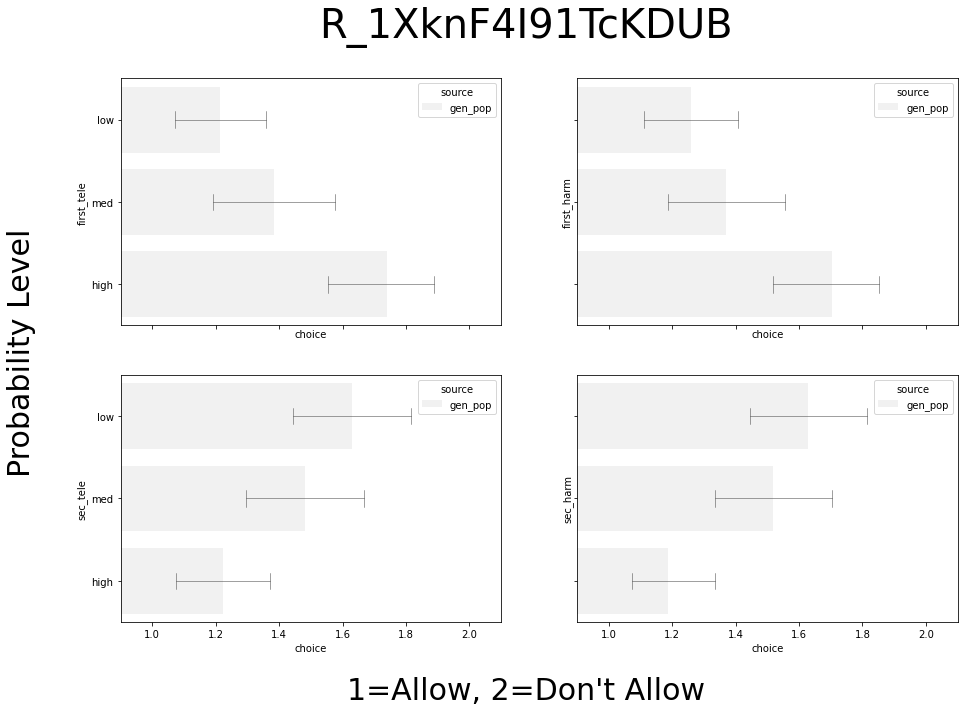 R_1XknF4I91TcKDUB
source
gen_pop
low
med
high
first_tele
choice
source
gen_pop
first_harm
choice
Probability Level
source
gen_pop
low
med
high
sec_tele
1.0 1.2 1.4 1.6 1.8 2.0
choice
source
gen_pop
sec_harm
1.0 1.2 1.4 1.6 1.8 2.0
choice
1=Allow, 2=Don't Allow